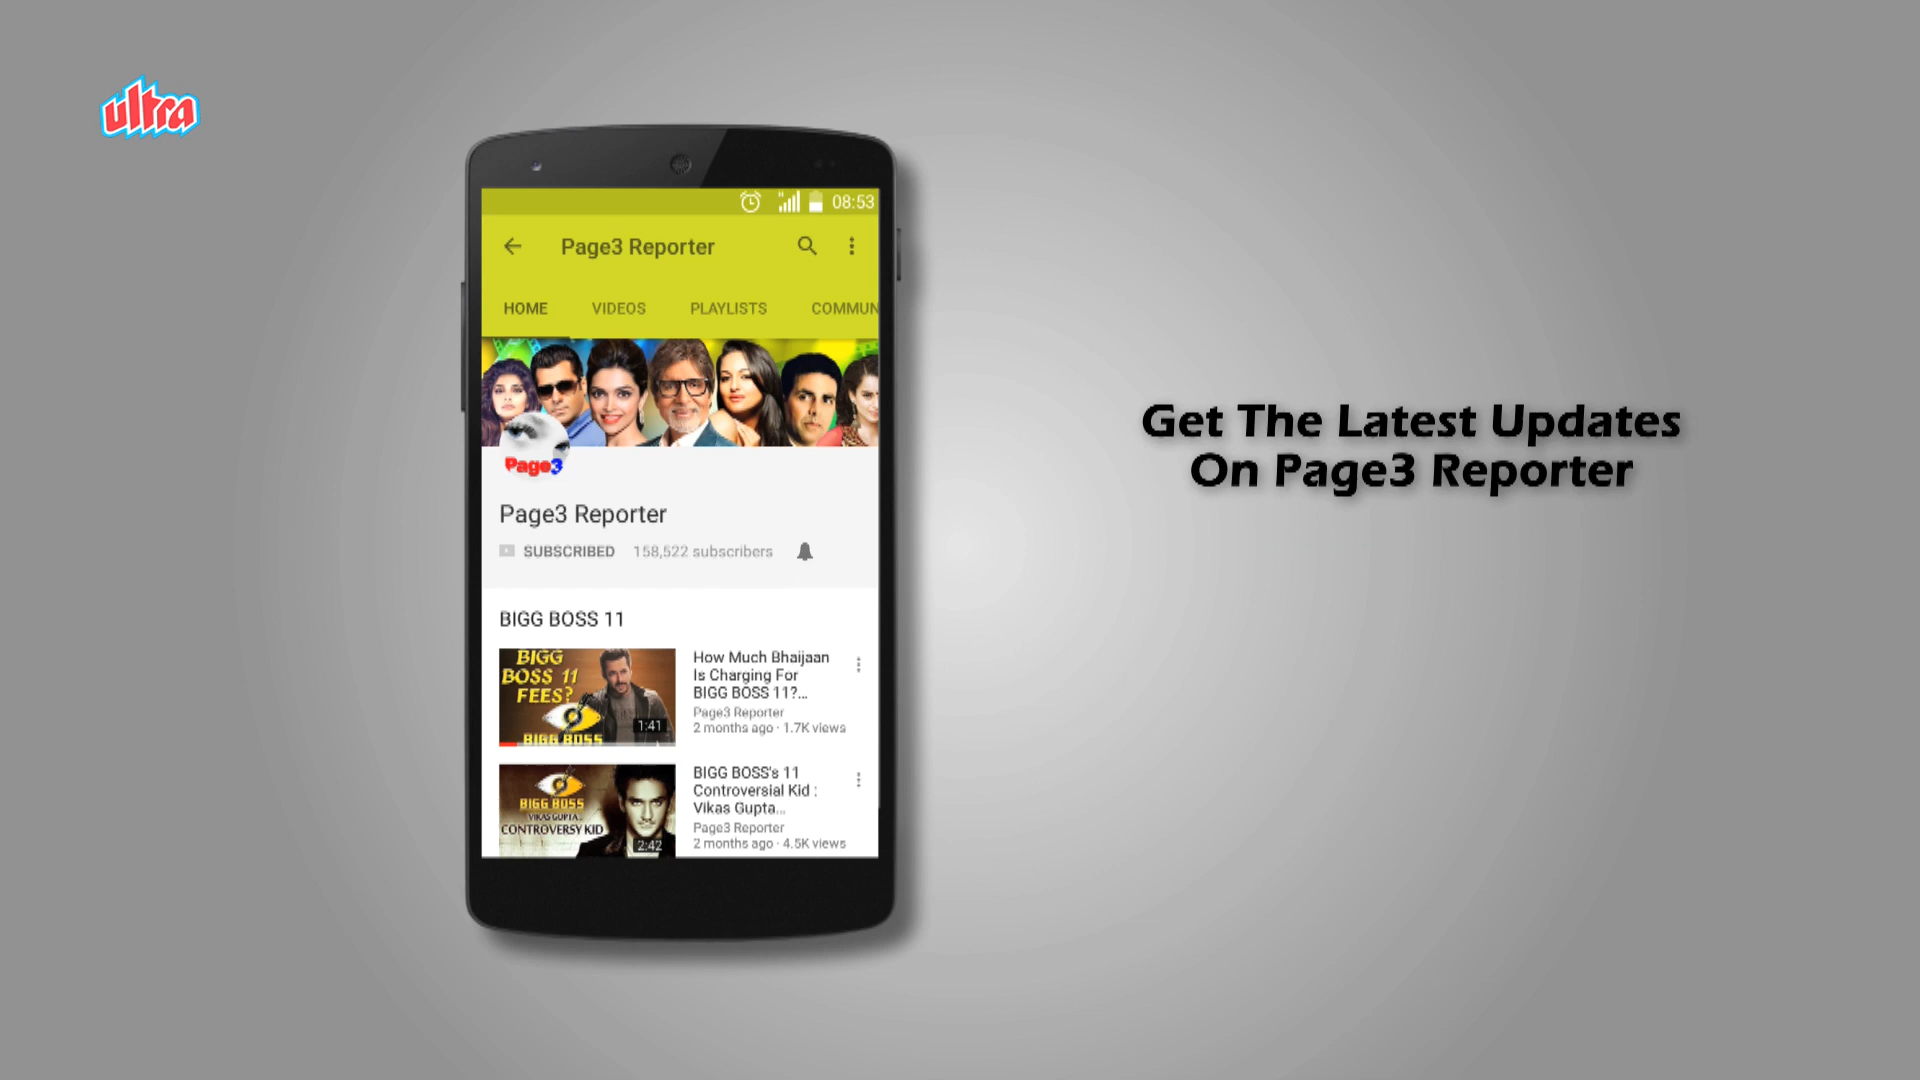 ultra
08:53
Page3 Reporter
HOME VIDEOS PLAYLISTS COMMUN
Page3
Page3 Reporter
SUBSCRIBED 158,522 subscribers
BIGG BOSS 11
BIGG
BOSS 11
FEES?
BIGG BOSS
1:41
How Much Bhaijaan
Is Charging For
BIGG BOSS 11?...
Page3 Reporter
2 months ago · 1.7K views
BIGG BOSS
VIKAS GUPTA...
CONTROVERSY KID
2:42
BIGG BOSS's 11
Controversial Kid :
Vikas Gupta...
Page3 Reporter
2 months ago · 4.5K views
Get The Latest Updates
On Page3 Reporter